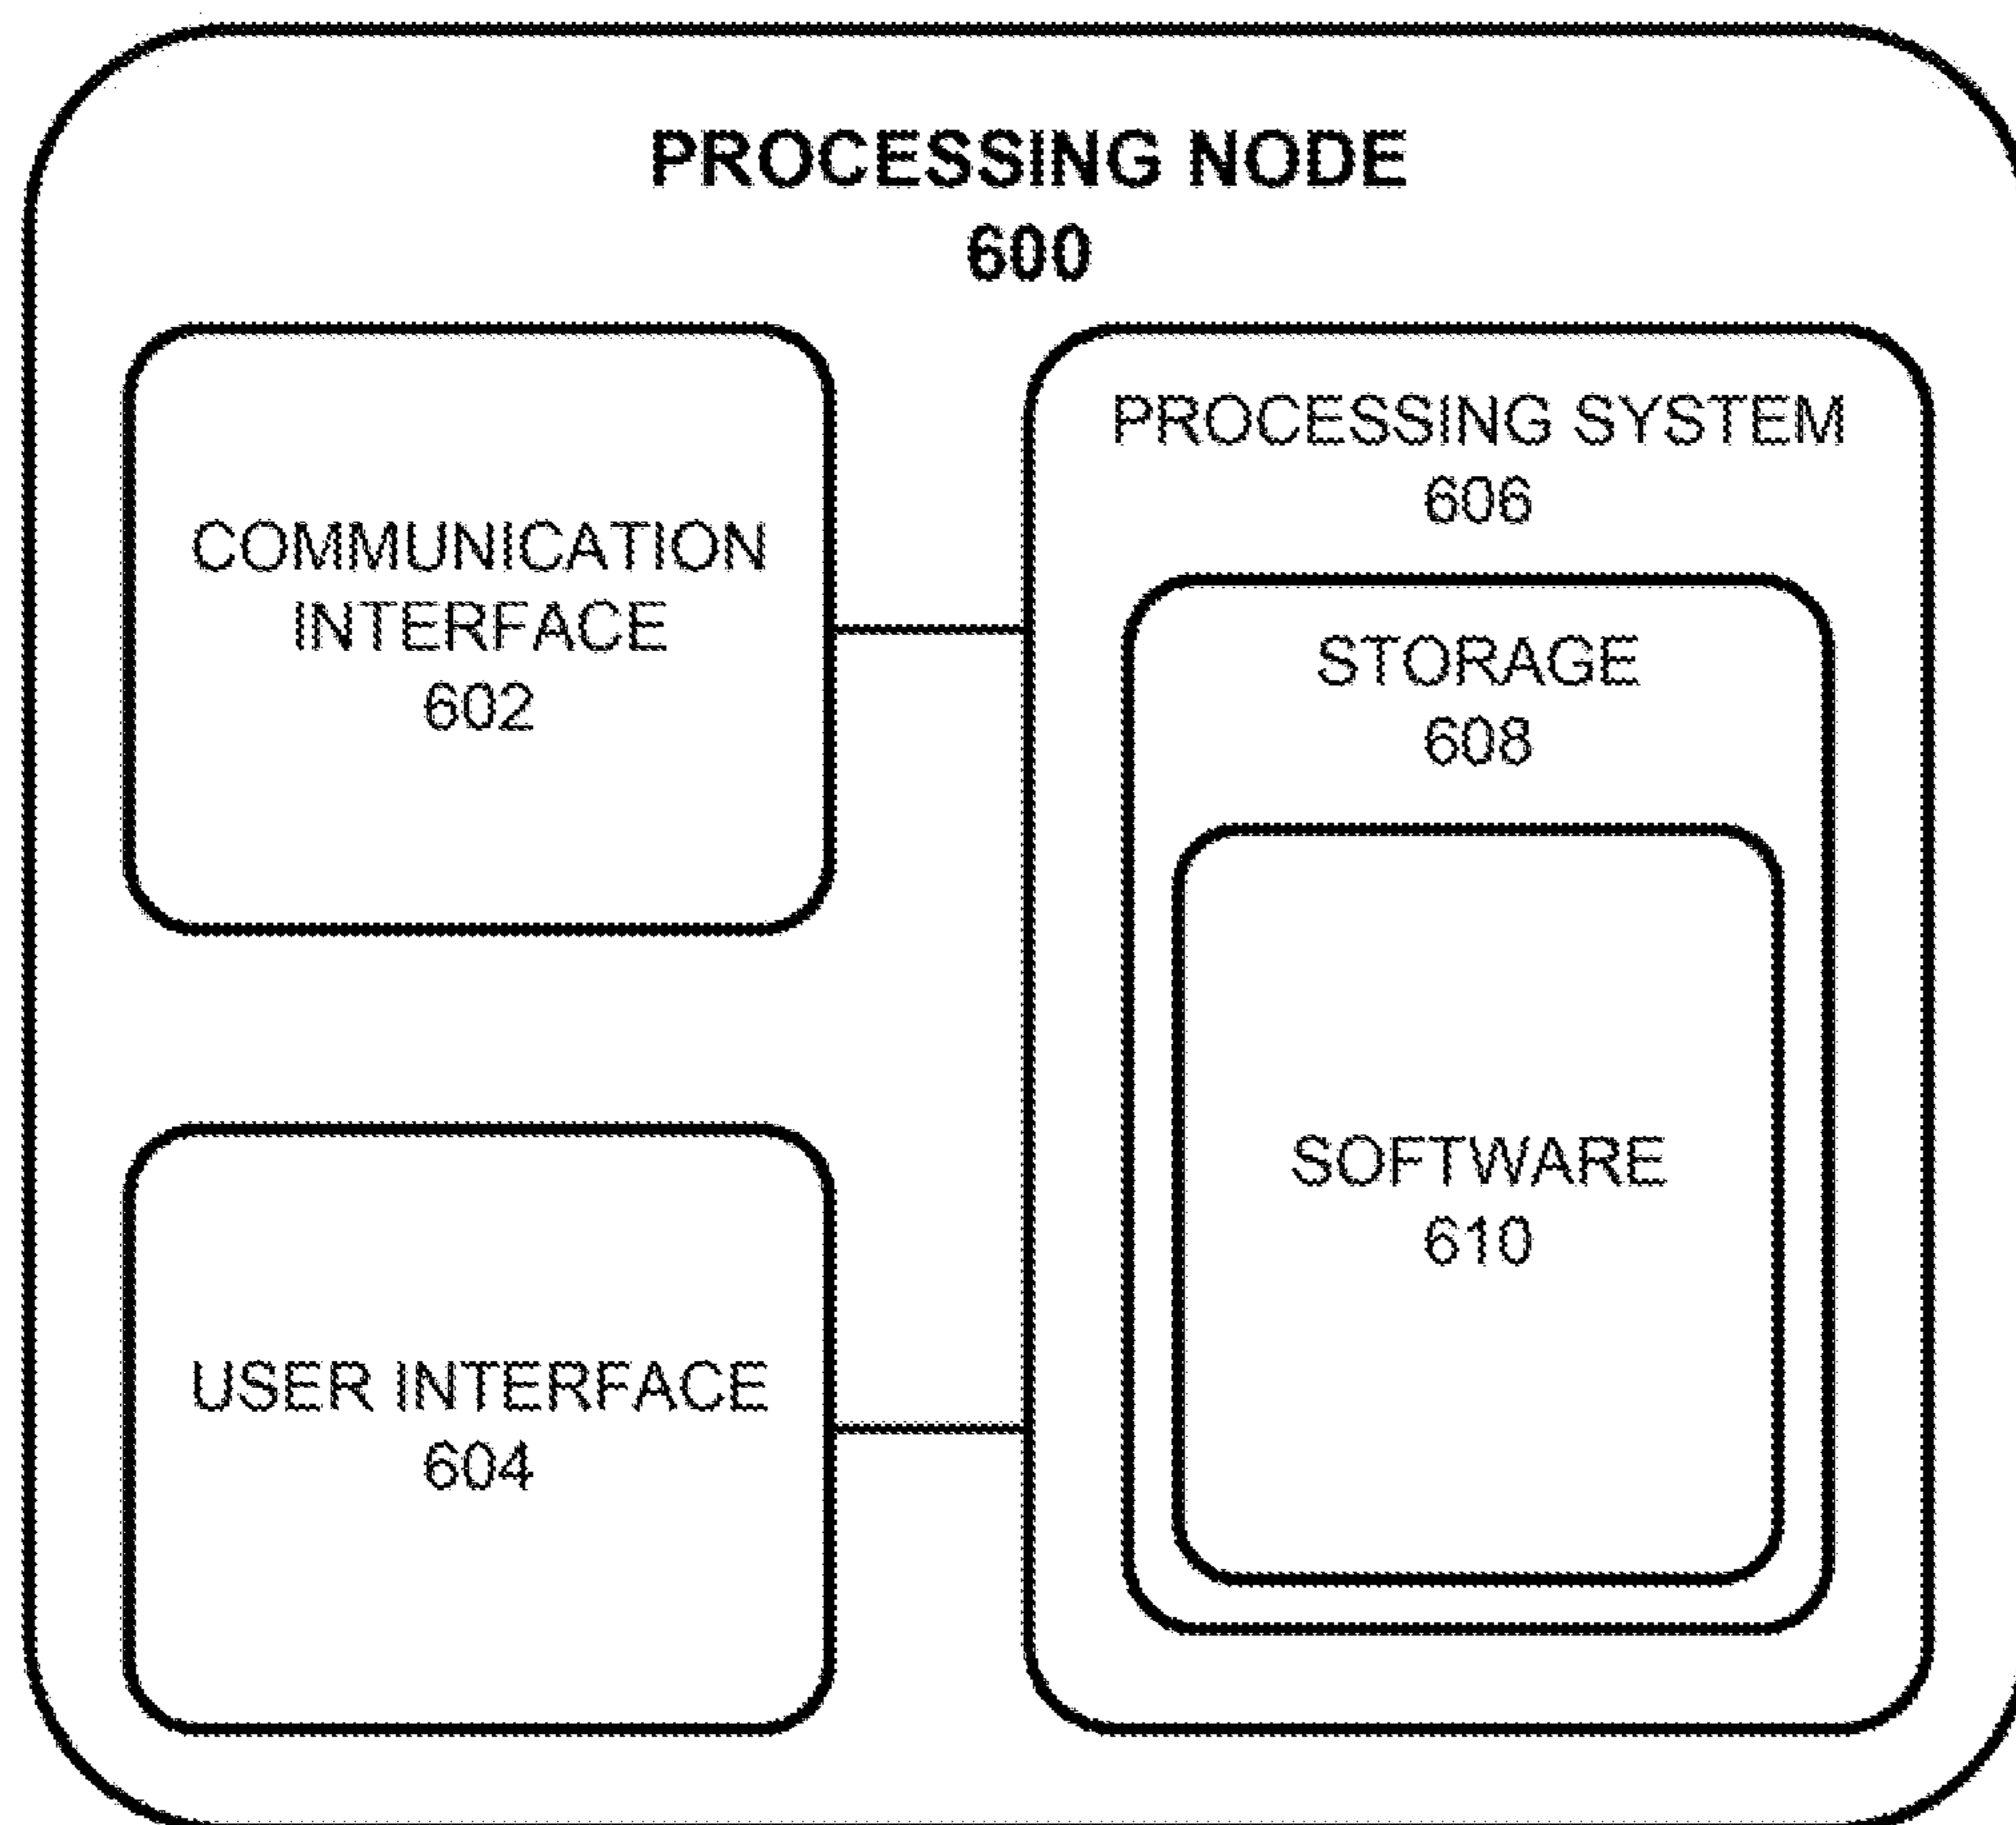 PROCESSING NODE
600
COMMUNICATION
INTERFACE
602
USER INTERFACE
604
PROCESSING SYSTEM
606
STORAGE
608
SOFTWARE
610